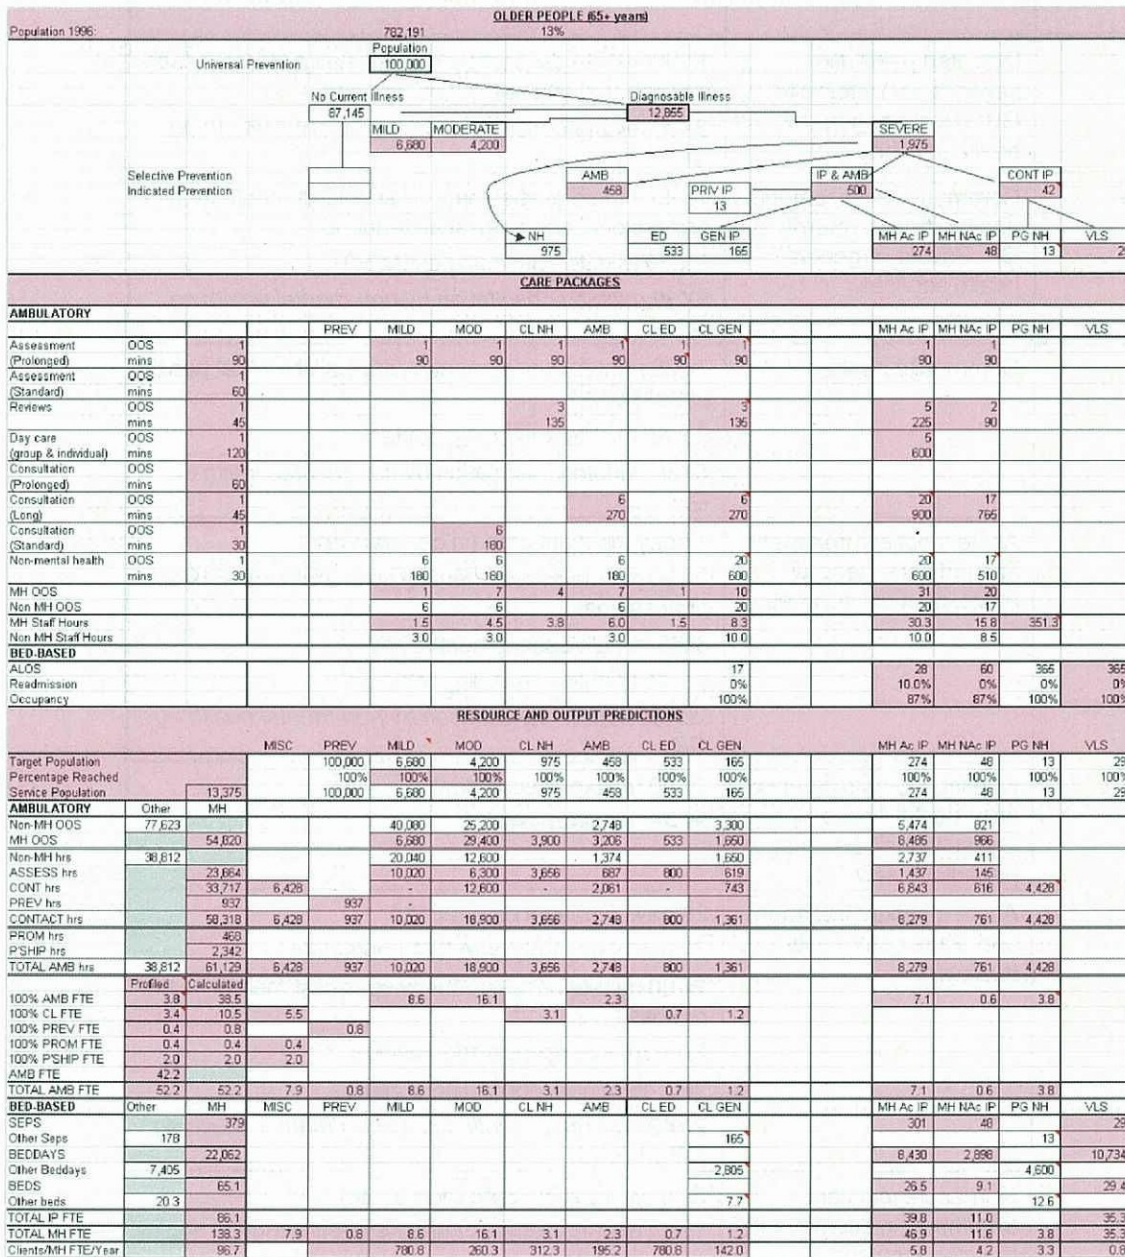 OLDER PEOPLE (65+ years)
Population 1996: 782,191 13%
Population
Universal Prevention 100,000
No Current Illness Diagnosable Illness
87,145 12,855
MILD MODERATE SEVERE
6,680 4,200 1,975
Selective Prevention AMB IP & AMB CONT IP
Indicated Prevention 458 PRIV IP 500 42
13
NH ED GEN IP MH Ac IP MH NAc IP PG NH VLS
975 533 165 274 48 13 2
CARE PACKAGES
AMBULATORY
PREV MILD MOD CL NH AMB CL ED CL GEN MH Ac IP MH NAc IP PG NH VLS
Assessment OOS 1 1 1 1 1 1 1 1 1
(Prolonged) mins 90 90 90 90 90 90 90 90 90
Assessment OOS 1
(Standard) mins 60
Reviews OOS 1 3 3 5 2
mins 45 135 135 225 90
Day care OOS 1 5
(group & individual) mins 120 600
Consultation OOS 1
(Prolonged) mins 60
Consultation OOS 1 6 6 20 17
(Long) mins 45 270 270 900 765
Consultation OOS 1 6
(Standard) mins 30 180
Non-mental health OOS 1 6 6 6 20 20 17
mins 30 180 180 180 600 600 510
MH OOS 1 7 4 7 1 10 31 20
Non MH OOS 6 6 6 20 20 17
MH Staff Hours 1.5 4.5 3.8 6.0 1.5 8.3 30.3 15.8 351.3
Non MH Staff Hours 3.0 3.0 3.0 10.0 10.0 8.5
BED-BASED
ALOS 17 28 60 365 365
Readmission 0% 10.0% 0% 0% 0%
Occupancy 100% 87% 87% 100% 100%
RESOURCE AND OUTPUT PREDICTIONS
MISC PREV MILD MOD CL NH AMB CL ED CL GEN MH Ac IP MH NAc IP PG NH VLS
Target Population 100,000 6,680 4,200 975 458 533 165 274 48 13 29
Percentage Reached 100% 100% 100% 100% 100% 100% 100% 100% 100% 100% 100%
Service Population 13,375 100,000 6,680 4,200 975 458 533 165 274 48 13 29
AMBULATORY Other MH
Non-MH OOS 77,623 40,080 25,200 2,748 3,300 5,474 821
MH OOS 54,820 6,680 29,400 3,900 3,206 533 1,650 8,485 966
Non-MH hrs 38,812 20,040 12,600 1,374 1,650 2,737 411
ASSESS hrs 23,664 10,020 6,300 3,656 687 800 619 1,437 145
CONT hrs 33,717 6,428 - 12,600 - 2,061 - 743 6,843 616 4,428
PREV hrs 937 937 -
CONTACT hrs 58,318 6,428 937 10,020 18,900 3,656 2,748 800 1,361 8,279 761 4,428
PROM hrs 468
P'SHIP hrs 2,342
TOTAL AMB hrs 38,812 61,129 6,428 937 10,020 18,900 3,656 2,748 800 1,361 8,279 761 4,428
Profiled Calculated
100% AMB FTE 3.8 38.5 8.6 16.1 2.3 7.1 0.6 3.8
100% CL FTE 3.4 10.5 5.5 3.1 0.7 1.2
100% PREV FTE 0.4 0.8 0.8
100% PROM FTE 0.4 0.4 0.4
100% P'SHIP FTE 2.0 2.0 2.0
AMB FTE 42.2
TOTAL AMB FTE 52.2 52.2 7.9 0.8 8.6 16.1 3.1 2.3 0.7 1.2 7.1 0.6 3.8
BED-BASED Other MH MISC PREV MILD MOD CL NH AMB CL ED CL GEN MH Ac IP MH NAc IP PG NH VLS
SEPS 379 301 48 29
Other Seps 178 165 13
BEDDAYS 22,062 8,430 2,898 10,734
Other Beddays 7,405 2,805 4,600
BEDS 65.1 26.5 9.1 29.4
Other beds 20.3 7.7 12.6
TOTAL IP FTE 86.1 39.8 11.0 35.3
TOTAL MH FTE 138.3 7.9 0.8 8.6 16.1 3.1 2.3 0.7 1.2 46.9 11.6 3.8 35.3
Clients/MH FTE/Year 96.7 780.8 260.3 312.3 195.2 780.8 142.0 5.8 4.2 3.3 0.8